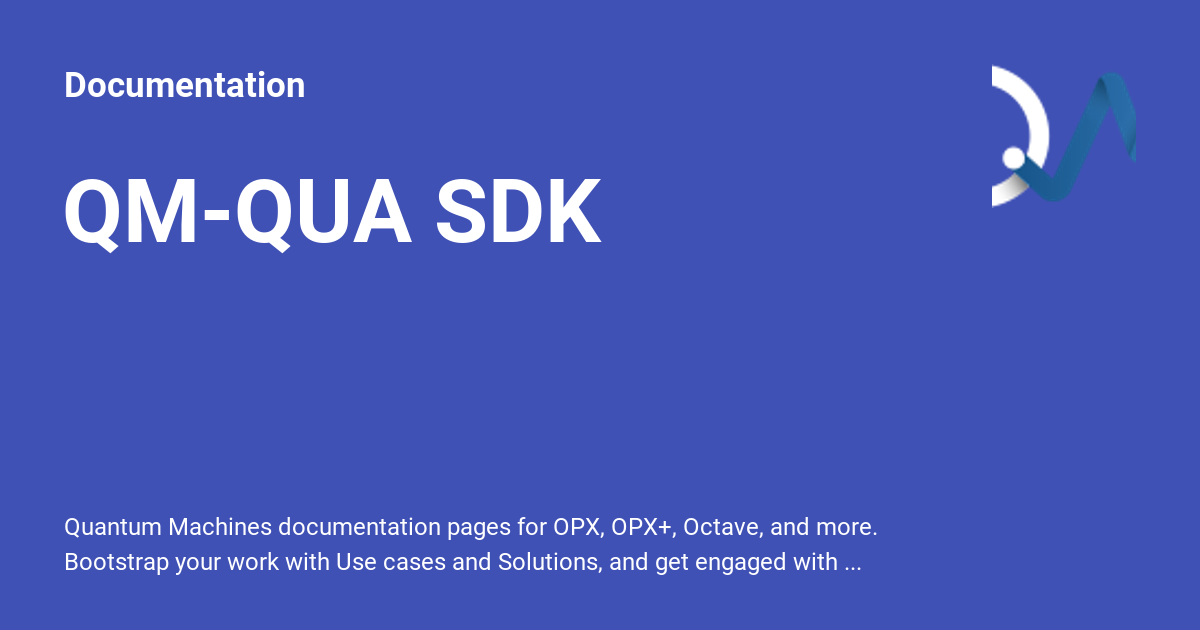 Documentation
QM-QUA SDK
Quantum Machines documentation pages for OPX, OPX+, Octave, and more.
Bootstrap your work with Use cases and Solutions, and get engaged with ...